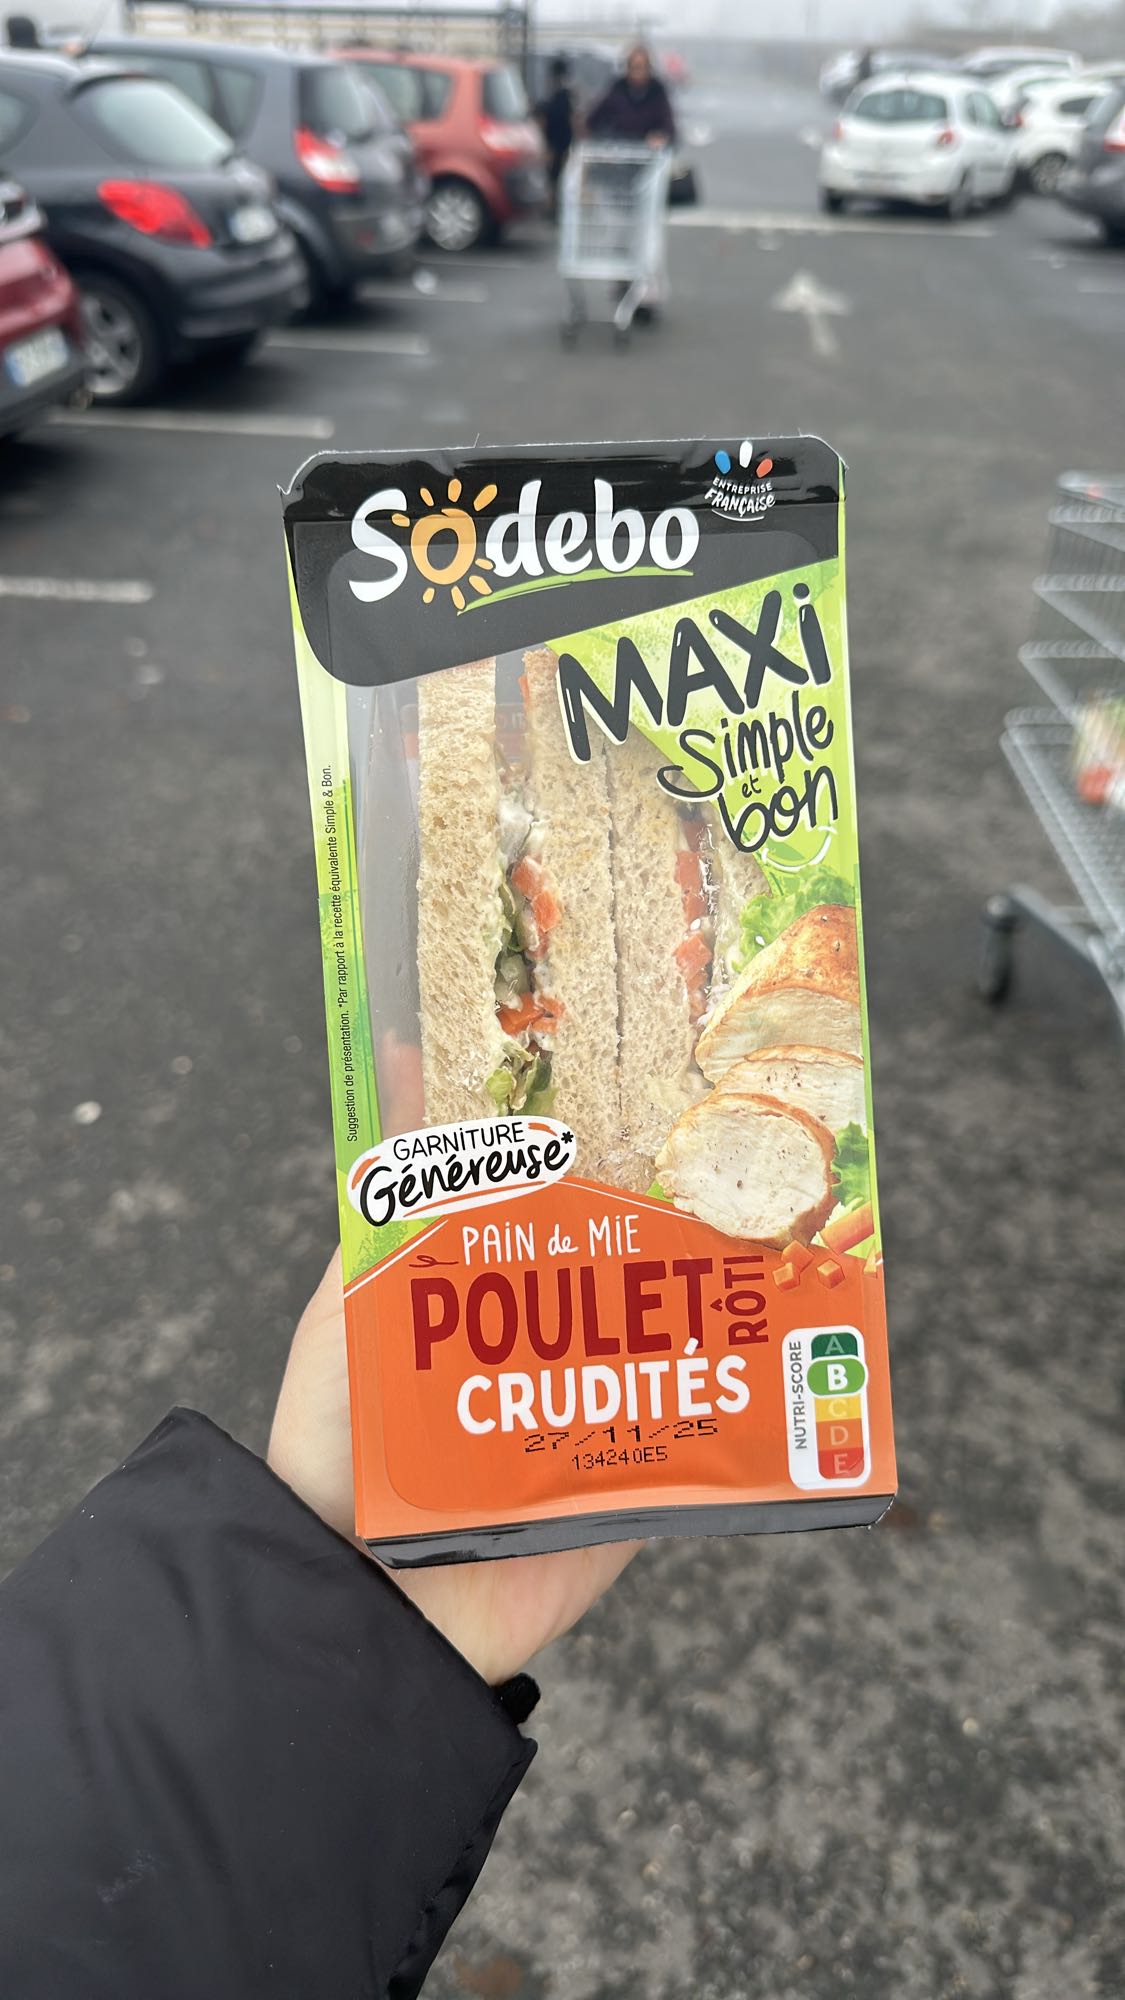 Sodebo
ENTREPRISE
FRANÇAISE
MAXi
Simple
et
bon
Suggestion de présentation. *Par rapport à la recette équivalente Simple & Bon.
GARNiTURE
Généreuse*
PAiN de MiE
POULET RÔTI
CRUDITÉS
27/11/25
134240E5
NUTRI-SCORE
A
B
C
D
E